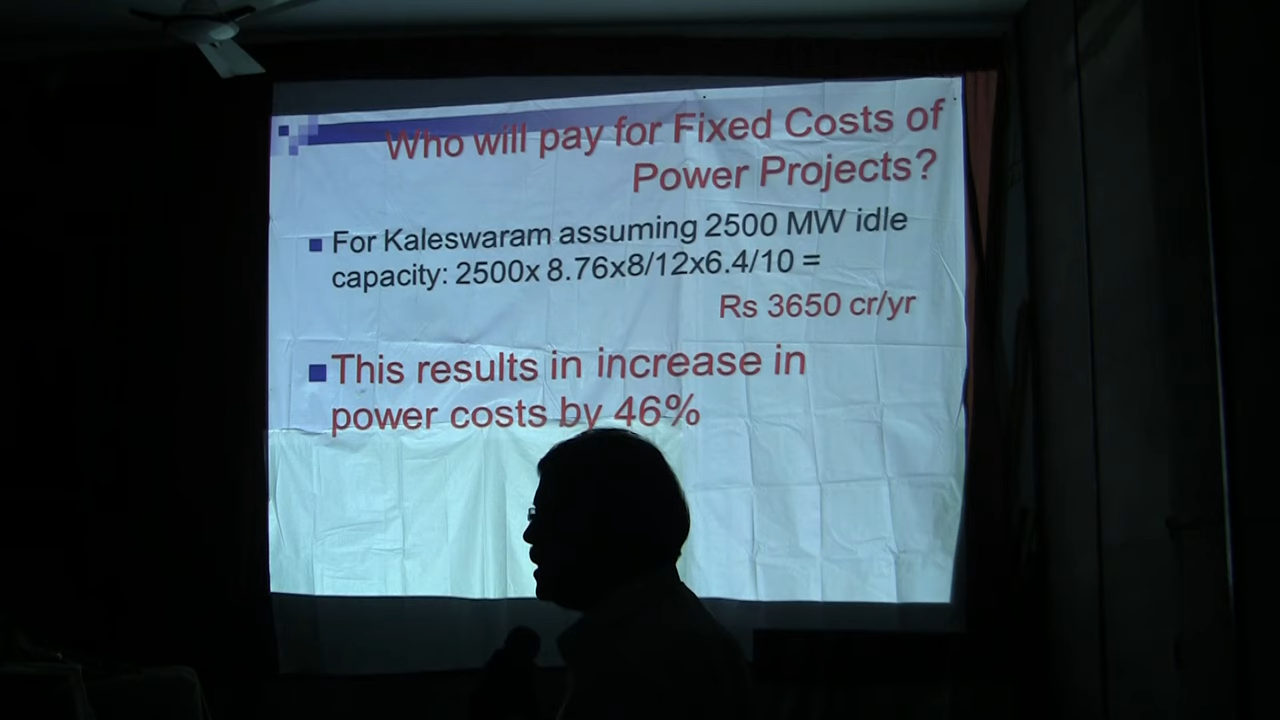 Who will pay for Fixed Costs of
Power Projects?
For Kaleswaram assuming 2500 MW idle
capacity: 2500x 8.76x8/12x6.4/10 =
Rs 3650 cr/yr
This results in increase in
power costs by 46%